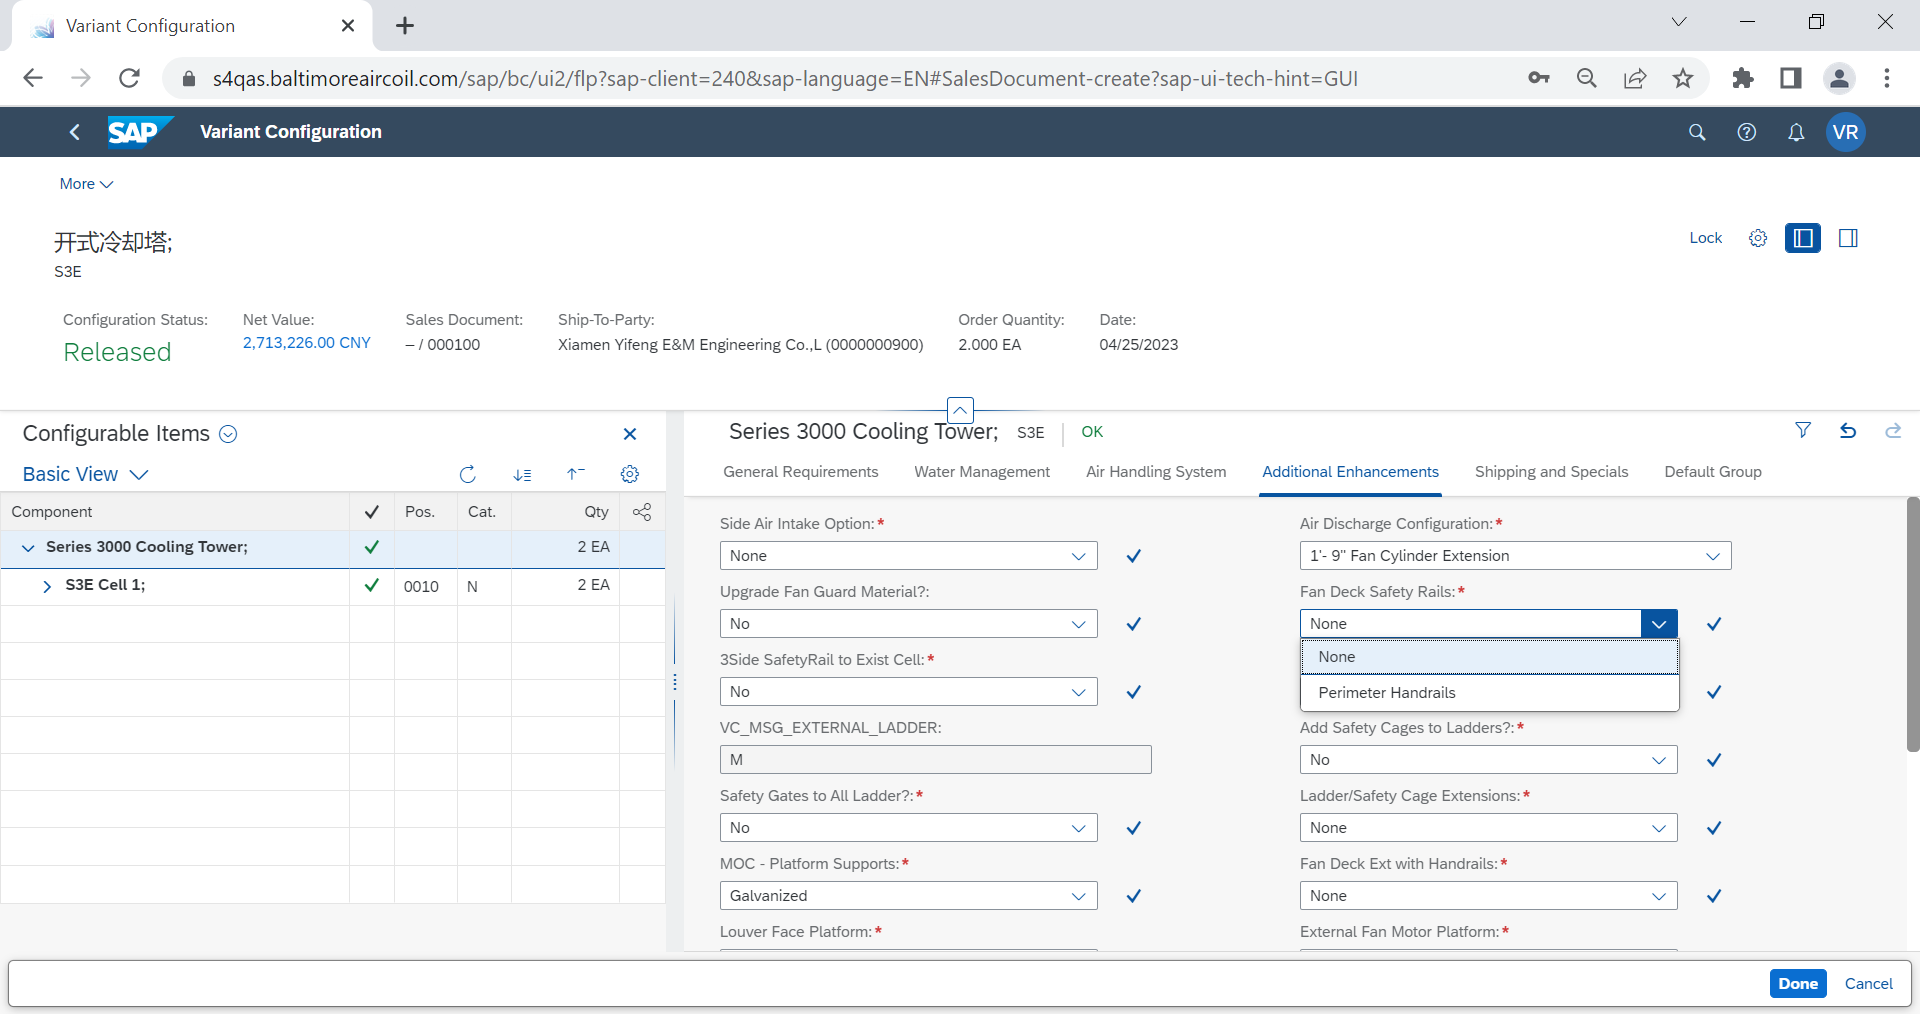 Variant Configuration
s4qas.baltimoreaircoil.com/sap/bc/ui2/flp?sap-client=240&sap-language=EN#SalesDocument-create?sap-ui-tech-hint=GUI
SAP Variant Configuration VR
More
开式冷却塔;
S3E
Lock
Configuration Status: Net Value: Sales Document: Ship-To-Party: Order Quantity: Date:
Released 2,713,226.00 CNY – / 000100 Xiamen Yifeng E&M Engineering Co.,L (0000000900) 2.000 EA 04/25/2023
Configurable Items
Basic View
Component Pos. Cat. Qty
Series 3000 Cooling Tower; 2 EA
S3E Cell 1; 0010 N 2 EA
Series 3000 Cooling Tower; S3E OK
General Requirements Water Management Air Handling System Additional Enhancements Shipping and Specials Default Group
Side Air Intake Option:* Air Discharge Configuration:*
None 1'- 9" Fan Cylinder Extension
Upgrade Fan Guard Material?: Fan Deck Safety Rails:*
No None
None
3Side SafetyRail to Exist Cell:*
No Perimeter Handrails
VC_MSG_EXTERNAL_LADDER: Add Safety Cages to Ladders?:*
M No
Safety Gates to All Ladder?:* Ladder/Safety Cage Extensions:*
No None
MOC - Platform Supports:* Fan Deck Ext with Handrails:*
Galvanized None
Louver Face Platform:* External Fan Motor Platform:*
Done Cancel